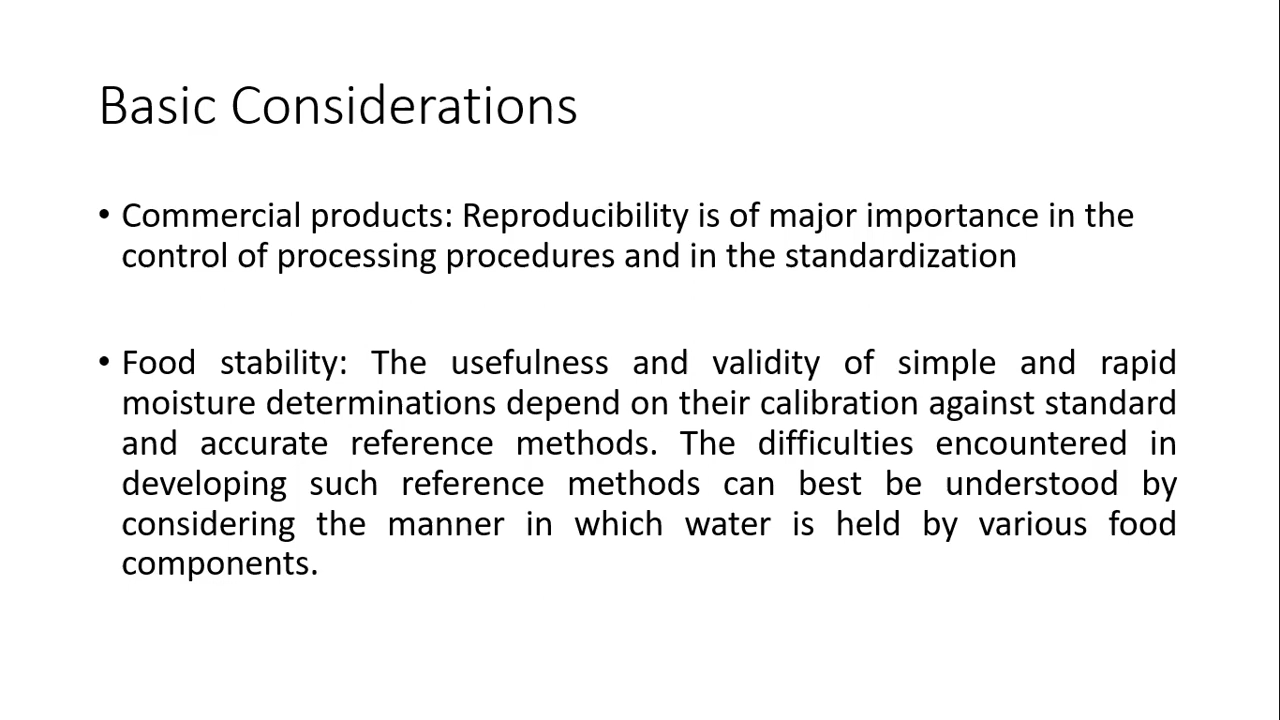 Basic Considerations
• Commercial products: Reproducibility is of major importance in the
control of processing procedures and in the standardization
• Food stability: The usefulness and validity of simple and rapid
moisture determinations depend on their calibration against standard
and accurate reference methods. The difficulties encountered in
developing such reference methods can best be understood by
considering the manner in which water is held by various food
components.